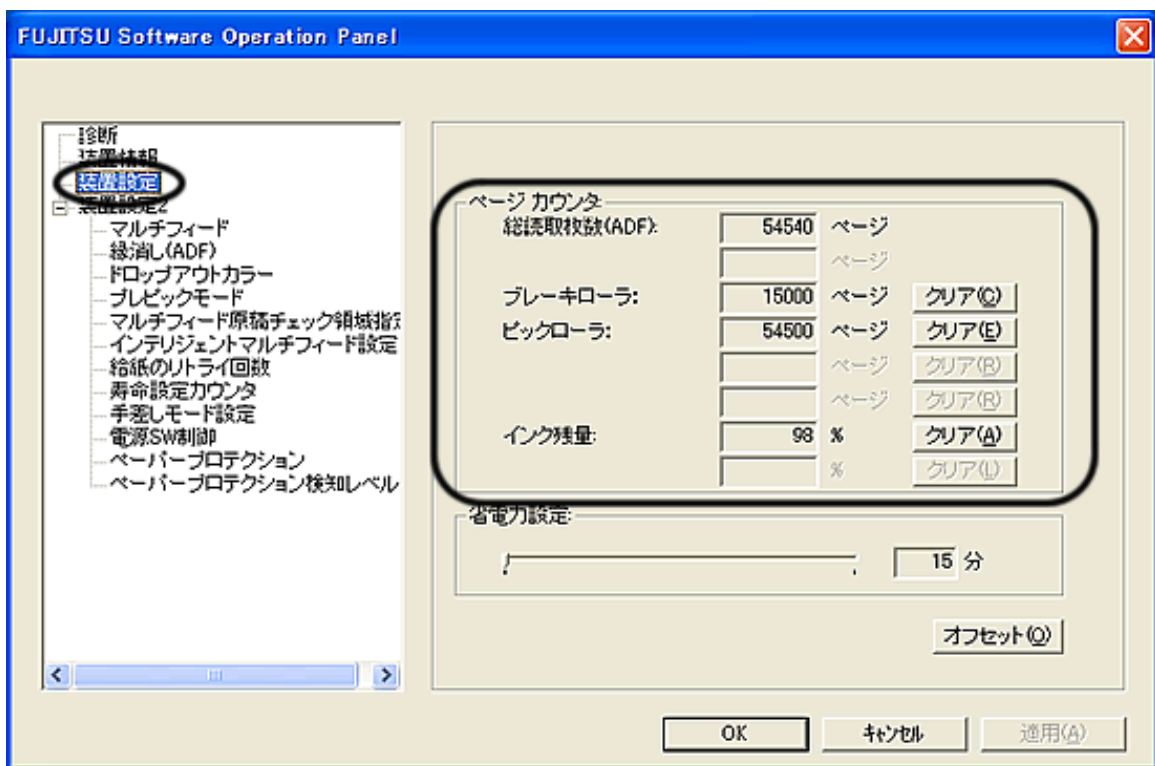 FUJITSU Software Operation Panel
診断
装置情報
装置設定
装置設定2
マルチフィード
縁消し(ADF)
ドロップアウトカラー
プレピックモード
マルチフィード原稿チェック領域指定
インテリジェントマルチフィード設定
給紙のリトライ回数
寿命設定カウンタ
手差しモード設定
電源SW制御
ペーパープロテクション
ペーパープロテクション検知レベル
ページ カウンタ
総読取枚数(ADF): 54540 ページ
ページ
ブレーキローラ: 15000 ページ クリア(C)
ピックローラ: 54500 ページ クリア(E)
ページ クリア(R)
ページ クリア(R)
インク残量: 98 % クリア(A)
% クリア(L)
省電力設定:
15 分
オフセット(O)
OK キャンセル 適用(A)